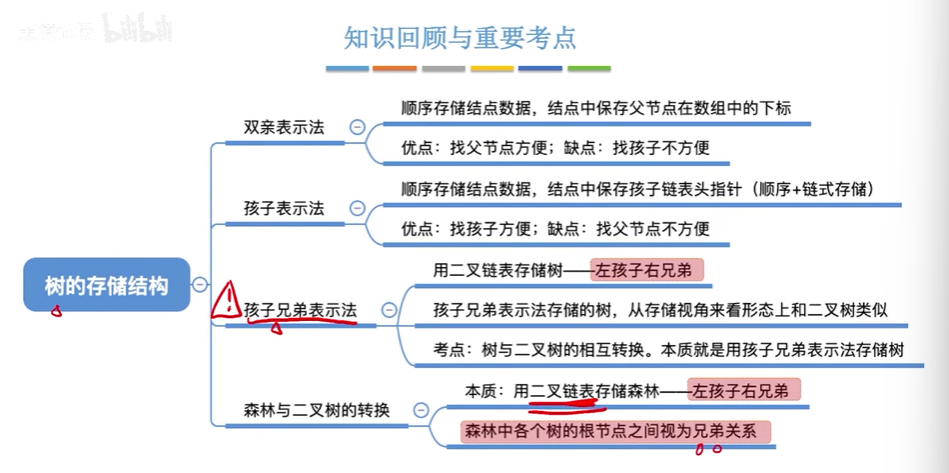 bilibili
知识回顾与重要考点
双亲表示法
顺序存储结点数据，结点中保存父节点在数组中的下标
优点：找父节点方便；缺点：找孩子不方便
孩子表示法
顺序存储结点数据，结点中保存孩子链表头指针（顺序+链式存储）
优点：找孩子方便；缺点：找父节点不方便
树的存储结构
孩子兄弟表示法
用二叉链表存储树——左孩子右兄弟
孩子兄弟表示法存储的树，从存储视角来看形态上和二叉树类似
考点：树与二叉树的相互转换。本质就是用孩子兄弟表示法存储树
森林与二叉树的转换
本质：用二叉链表存储森林——左孩子右兄弟
森林中各个树的根节点之间视为兄弟关系